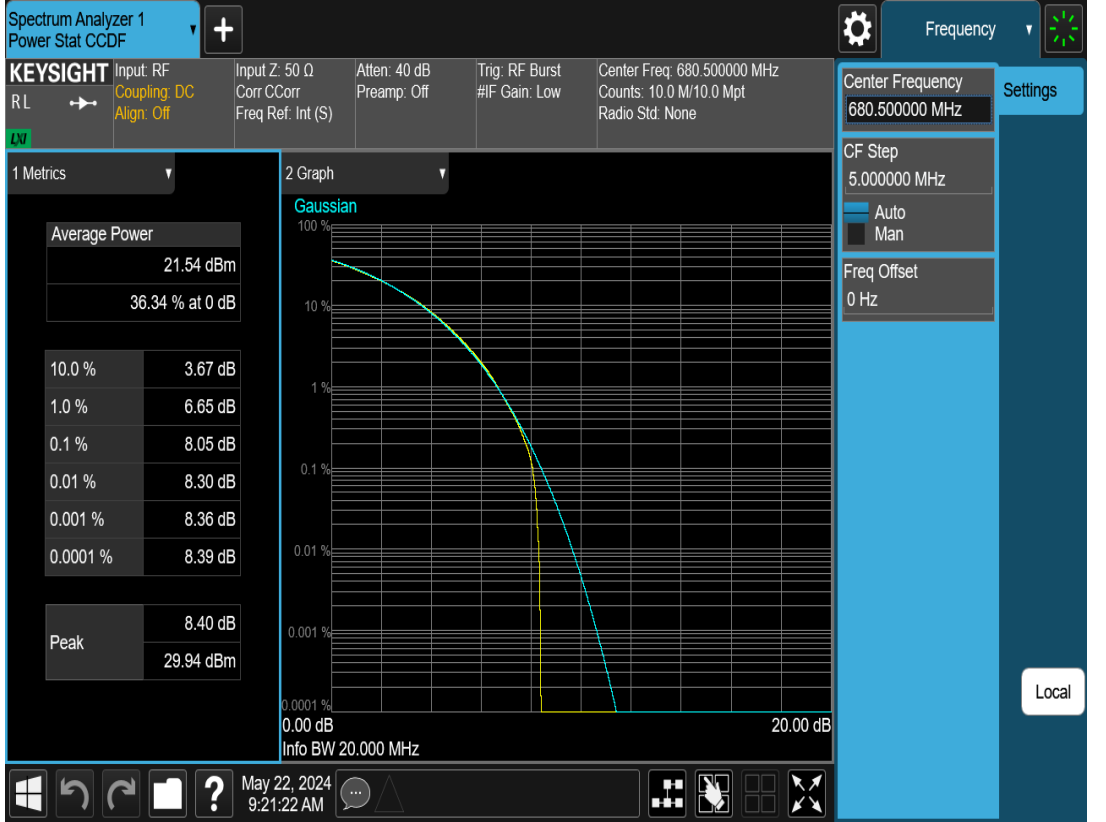 Spectrum Analyzer 1
Power Stat CCDF
Frequency
KEYSIGHT
RL
LXI
Input: RF
Coupling: DC
Align: Off
Input Z: 50 Ω
Corr CCorr
Freq Ref: Int (S)
Atten: 40 dB
Preamp: Off
Trig: RF Burst
#IF Gain: Low
Center Freq: 680.500000 MHz
Counts: 10.0 M/10.0 Mpt
Radio Std: None
Center Frequency
680.500000 MHz
Settings
CF Step
5.000000 MHz
Auto
Man
Freq Offset
0 Hz
1 Metrics
Average Power
21.54 dBm
36.34 % at 0 dB
10.0 % 3.67 dB
1.0 % 6.65 dB
0.1 % 8.05 dB
0.01 % 8.30 dB
0.001 % 8.36 dB
0.0001 % 8.39 dB
Peak 8.40 dB
29.94 dBm
2 Graph
Gaussian
100 %
10 %
1 %
0.1 %
0.01 %
0.001 %
0.0001 %
0.00 dB 20.00 dB
Info BW 20.000 MHz
Local
?
May 22, 2024
9:21:22 AM